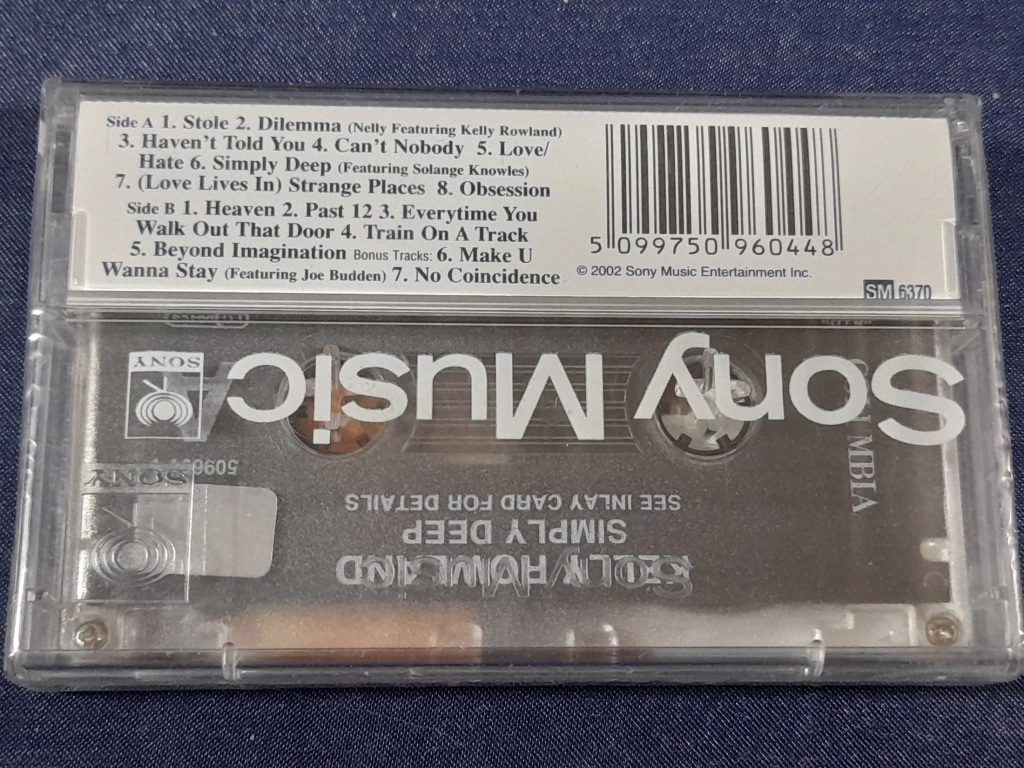 Side A 1. Stole 2. Dilemma (Nelly Featuring Kelly Rowland)
3. Haven't Told You 4. Can't Nobody 5. Love/
Hate 6. Simply Deep (Featuring Solange Knowles)
7. (Love Lives In) Strange Places 8. Obsession
Side B 1. Heaven 2. Past 12 3. Everytime You
Walk Out That Door 4. Train On A Track
5. Beyond Imagination Bonus Tracks: 6. Make U
Wanna Stay (Featuring Joe Budden) 7. No Coincidence
5 099750 960448
© 2002 Sony Music Entertainment Inc.
SM 6370
Sony Music
SONY
COLUMBIA
SONY
SEE INLAY CARD FOR DETAILS
SIMPLY DEEP
KELLY ROWLAND
Sony Music